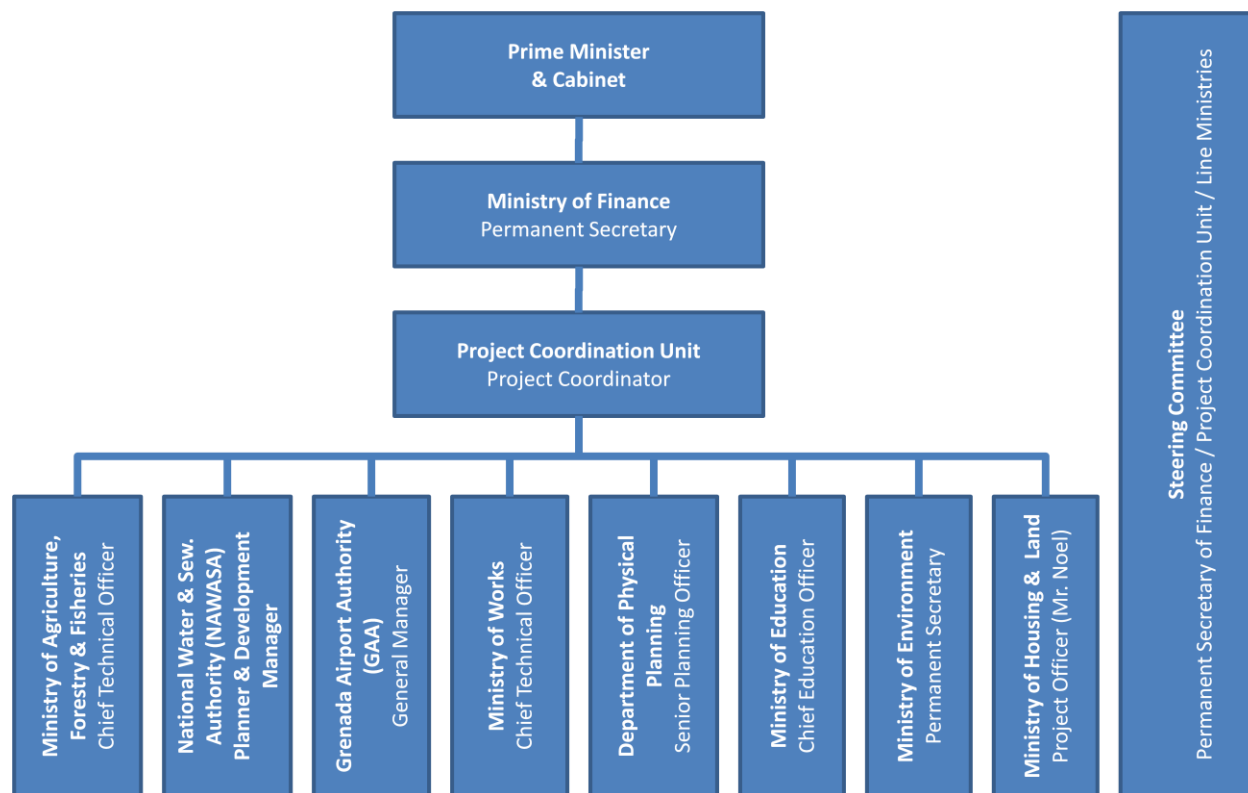 Prime Minister
& Cabinet
Ministry of Finance
Permanent Secretary
Project Coordination Unit
Project Coordinator
Ministry of Agriculture,
Forestry & Fisheries
Chief Technical Officer
National Water & Sew.
Authority (NAWASA)
Planner & Development
Manager
Grenada Airport Authority
(GAA)
General Manager
Ministry of Works
Chief Technical Officer
Department of Physical
Planning
Senior Planning Officer
Ministry of Education
Chief Education Officer
Ministry of Environment
Permanent Secretary
Ministry of Housing & Land
Project Officer (Mr. Noel)
Steering Committee
Permanent Secretary of Finance / Project Coordination Unit / Line Ministries